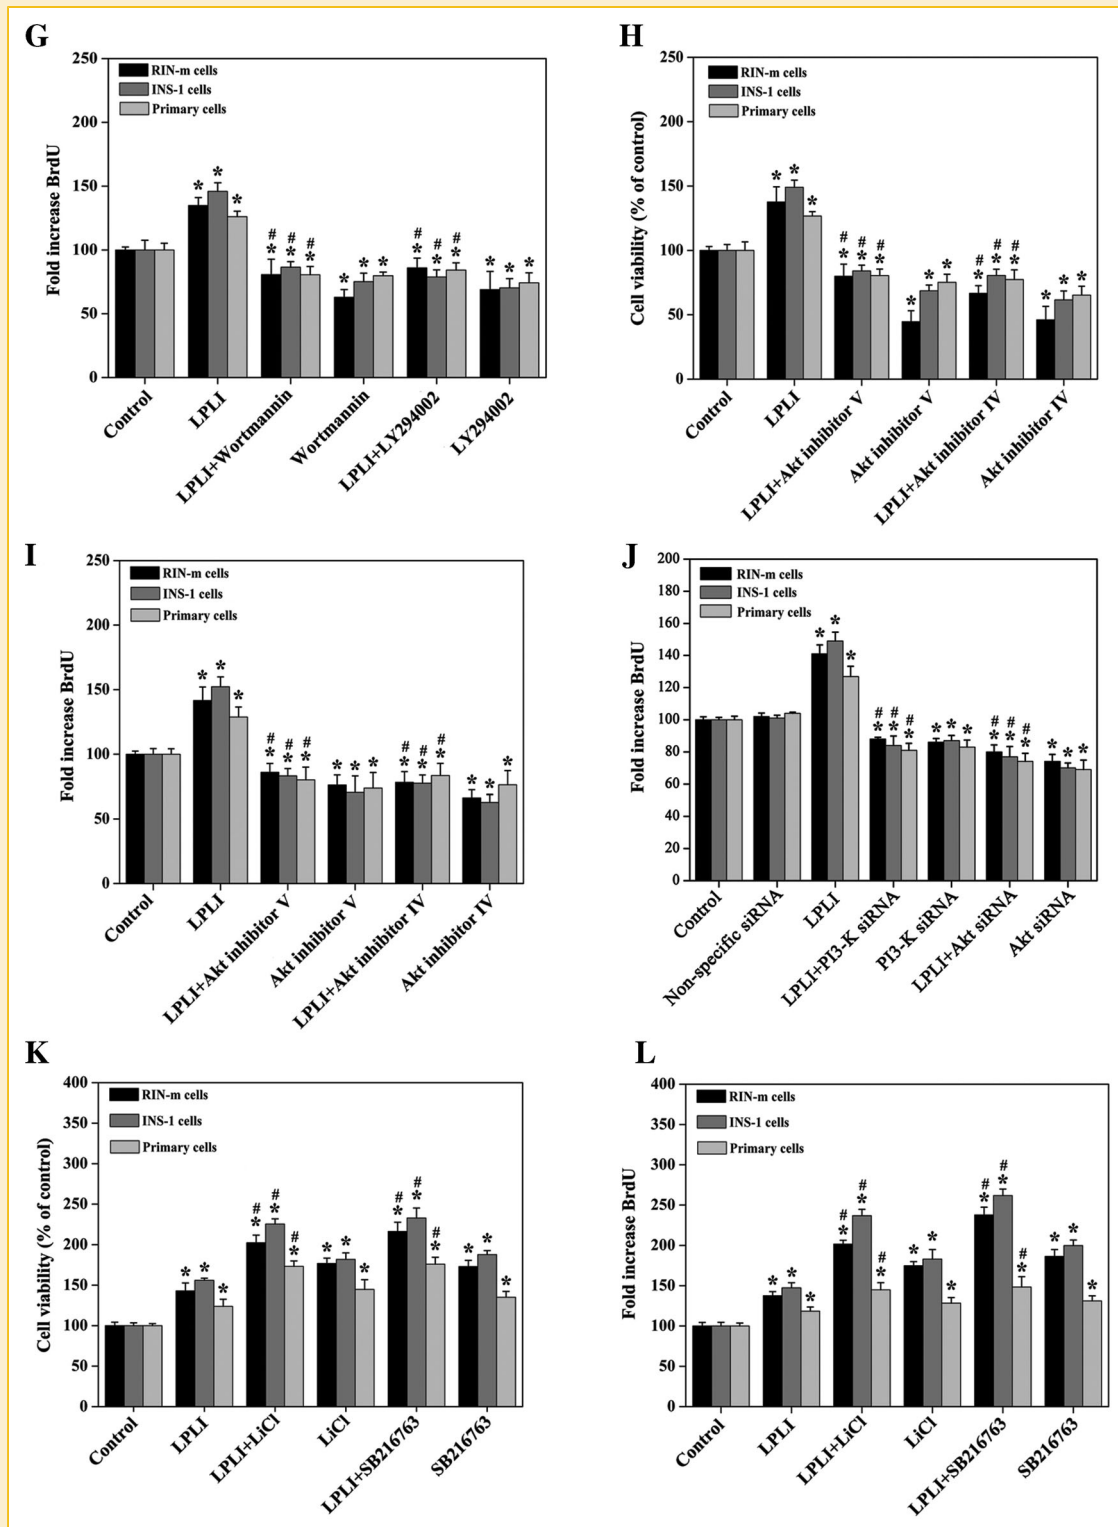 G
Fold increase BrdU
250
200
150
100
50
0
RIN-m cells
INS-1 cells
Primary cells
* * *
# # #
* * *
* * *
# # #
* * *
* * *
Control
LPLI
LPLI+Wortmannin
Wortmannin
LPLI+LY294002
LY294002
H
Cell viability (% of control)
250
200
150
100
50
0
RIN-m cells
INS-1 cells
Primary cells
* * *
# # #
* * *
* * *
# # #
* * *
* * *
Control
LPLI
LPLI+Akt inhibitor V
Akt inhibitor V
LPLI+Akt inhibitor IV
Akt inhibitor IV
I
Fold increase BrdU
250
200
150
100
50
0
RIN-m cells
INS-1 cells
Primary cells
* * *
# # #
* * *
* * *
# # #
* * *
* * *
Control
LPLI
LPLI+Akt inhibitor V
Akt inhibitor V
LPLI+Akt inhibitor IV
Akt inhibitor IV
J
Fold increase BrdU
200
180
160
140
120
100
80
60
40
20
0
RIN-m cells
INS-1 cells
Primary cells
* * *
# # #
* * *
* * *
# # #
* * *
* * *
Control
Non-specific siRNA
LPLI
LPLI+PI3-K siRNA
PI3-K siRNA
LPLI+Akt siRNA
Akt siRNA
K
Cell viability (% of control)
400
350
300
250
200
150
100
50
0
RIN-m cells
INS-1 cells
Primary cells
* * *
# # #
* * *
* * *
# # #
* * *
* * *
Control
LPLI
LPLI+LiCl
LiCl
LPLI+SB216763
SB216763
L
Fold increase BrdU
400
350
300
250
200
150
100
50
0
RIN-m cells
INS-1 cells
Primary cells
* * *
# # #
* * *
* * *
# # #
* * *
* * *
Control
LPLI
LPLI+LiCl
LiCl
LPLI+SB216763
SB216763